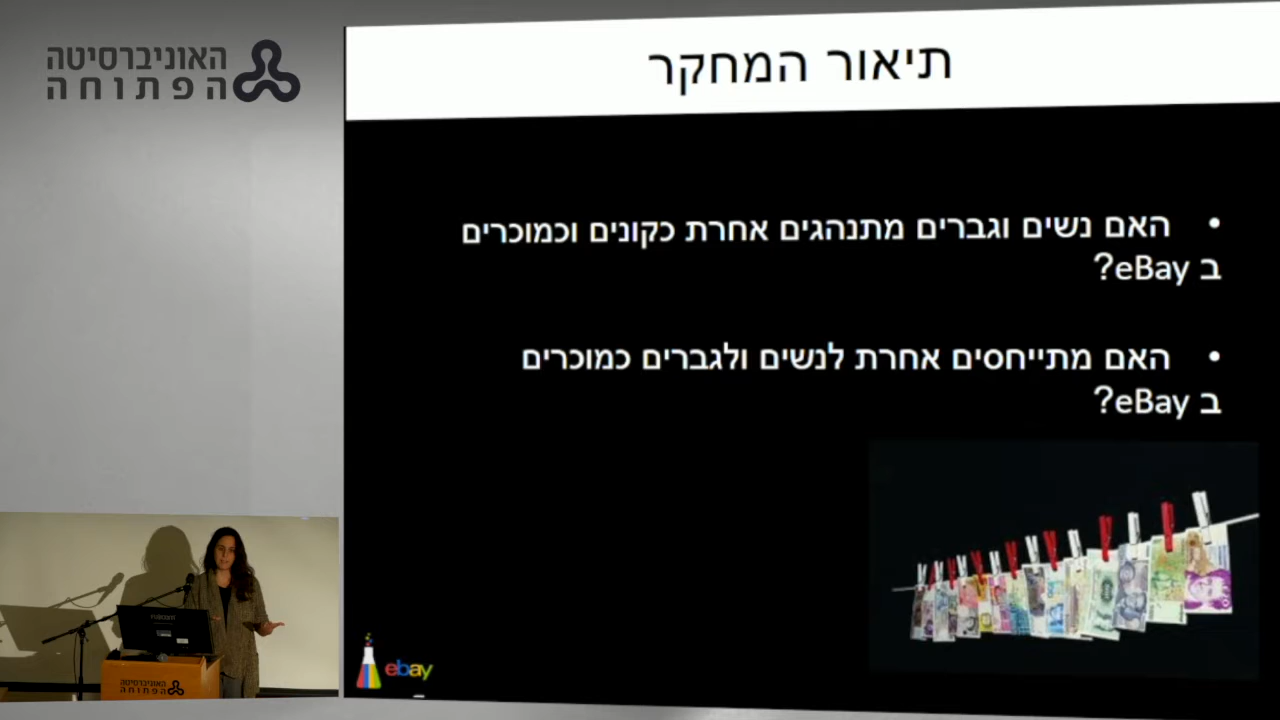 האוניברסיטה
הפתוחה
תיאור המחקר
• האם נשים וגברים מתנהגים אחרת כקונים וכמוכרים
ב eBay?
• האם מתייחסים אחרת לנשים ולגברים כמוכרים
ב eBay?
ebay
האוניברסיטה
הפתוחה